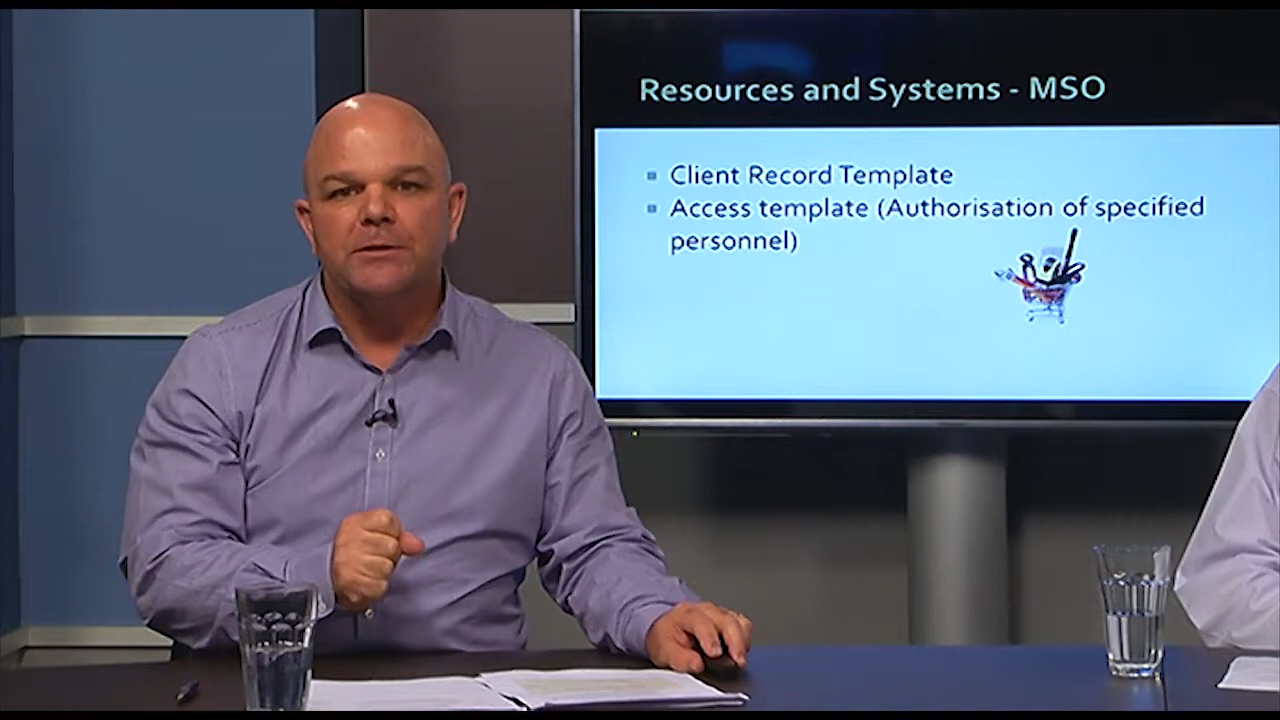 Resources and Systems - MSO
▪ Client Record Template
▪ Access template (Authorisation of specified
personnel)